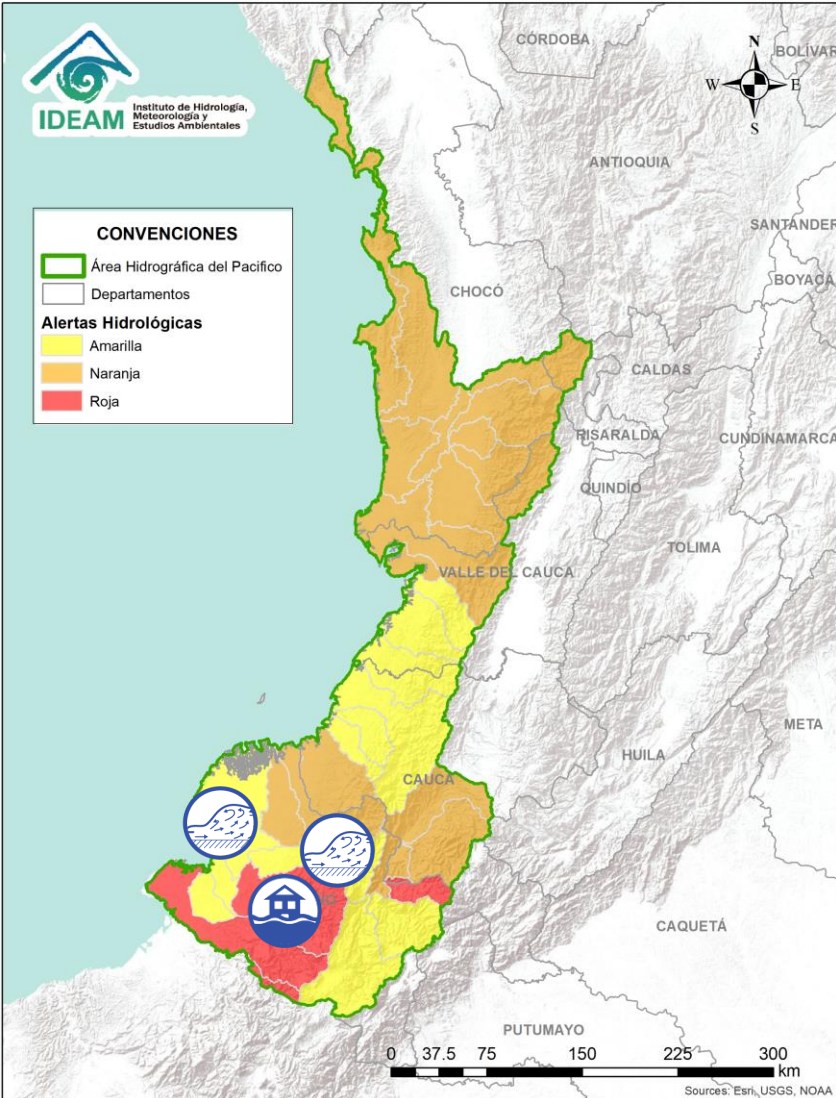 IDEAM
Instituto de Hidrología,
Meteorología y
Estudios Ambientales
CÓRDOBA
BOLÍVAR
N
W
E
S
ANTIOQUIA
SANTANDER
BOYACÁ
CONVENCIONES
Área Hidrográfica del Pacifico
Departamentos
Alertas Hidrológicas
Amarilla
Naranja
Roja
CHOCÓ
CALDAS
RISARALDA
CUNDINAMARCA
QUINDÍO
TOLIMA
VALLE DEL CAUCA
META
HUILA
CAUCA
CAQUETÁ
PUTUMAYO
0 37.5 75 150 225 300
km
Sources: Esri, USGS, NOAA